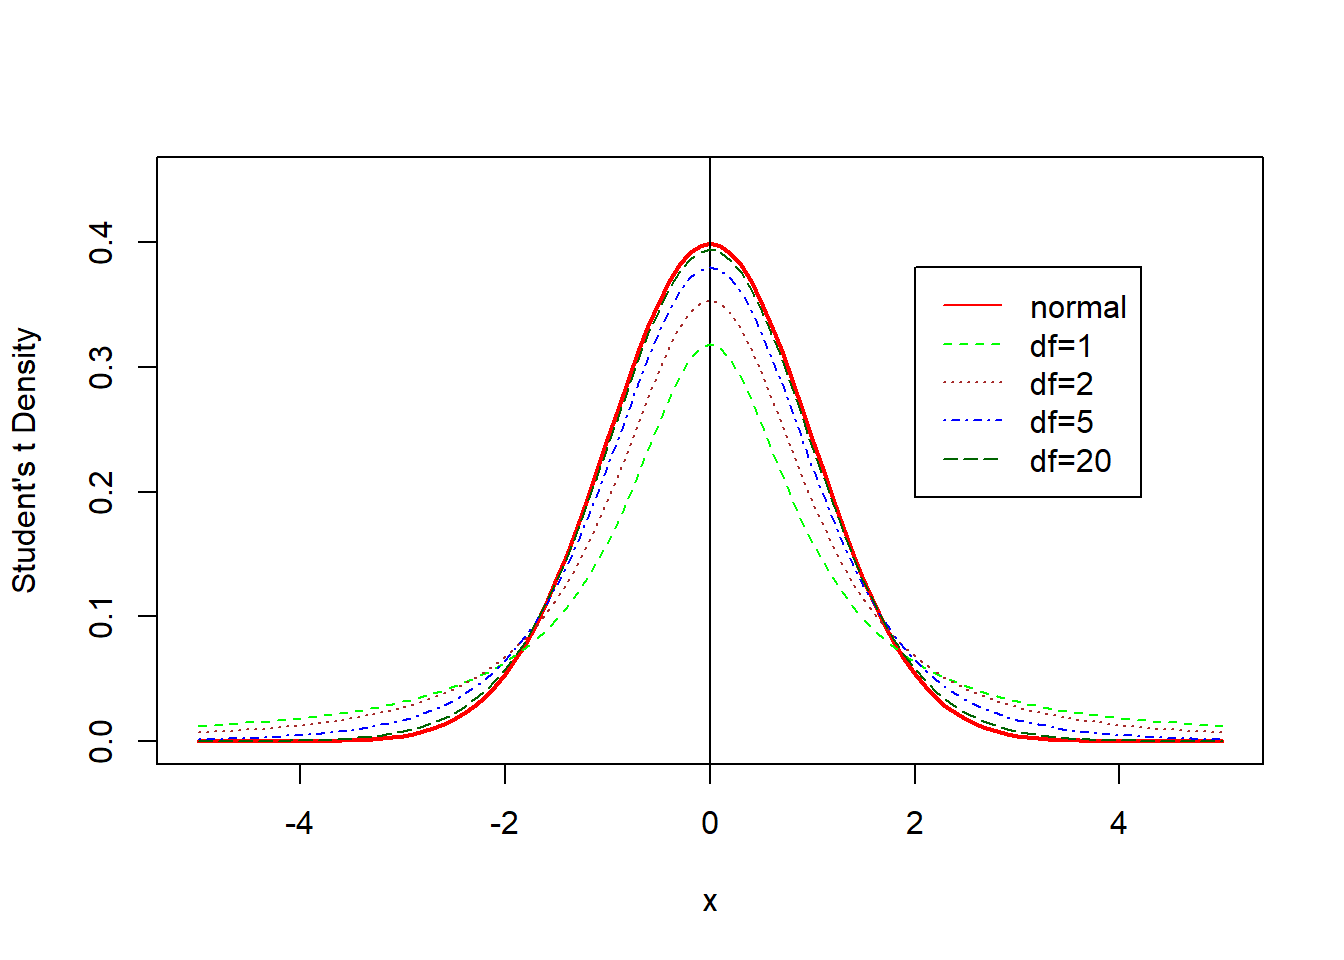 Student's t Density
0.4
0.3
0.2
0.1
0.0
normal
df=1
df=2
df=5
df=20
-4 -2 0 2 4
x